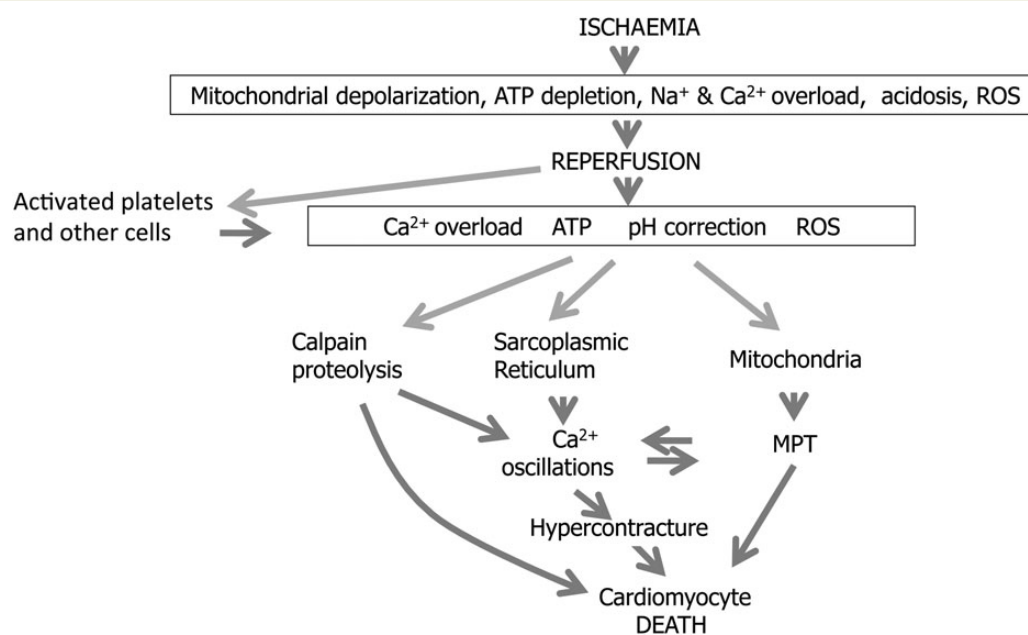 ISCHAEMIA
Mitochondrial depolarization, ATP depletion, Na⁺ & Ca²⁺ overload, acidosis, ROS
REPERFUSION
Activated platelets
and other cells
Ca²⁺ overload ATP pH correction ROS
Calpain
proteolysis
Sarcoplasmic
Reticulum
Mitochondria
Ca²⁺
oscillations
MPT
Hypercontracture
Cardiomyocyte
DEATH